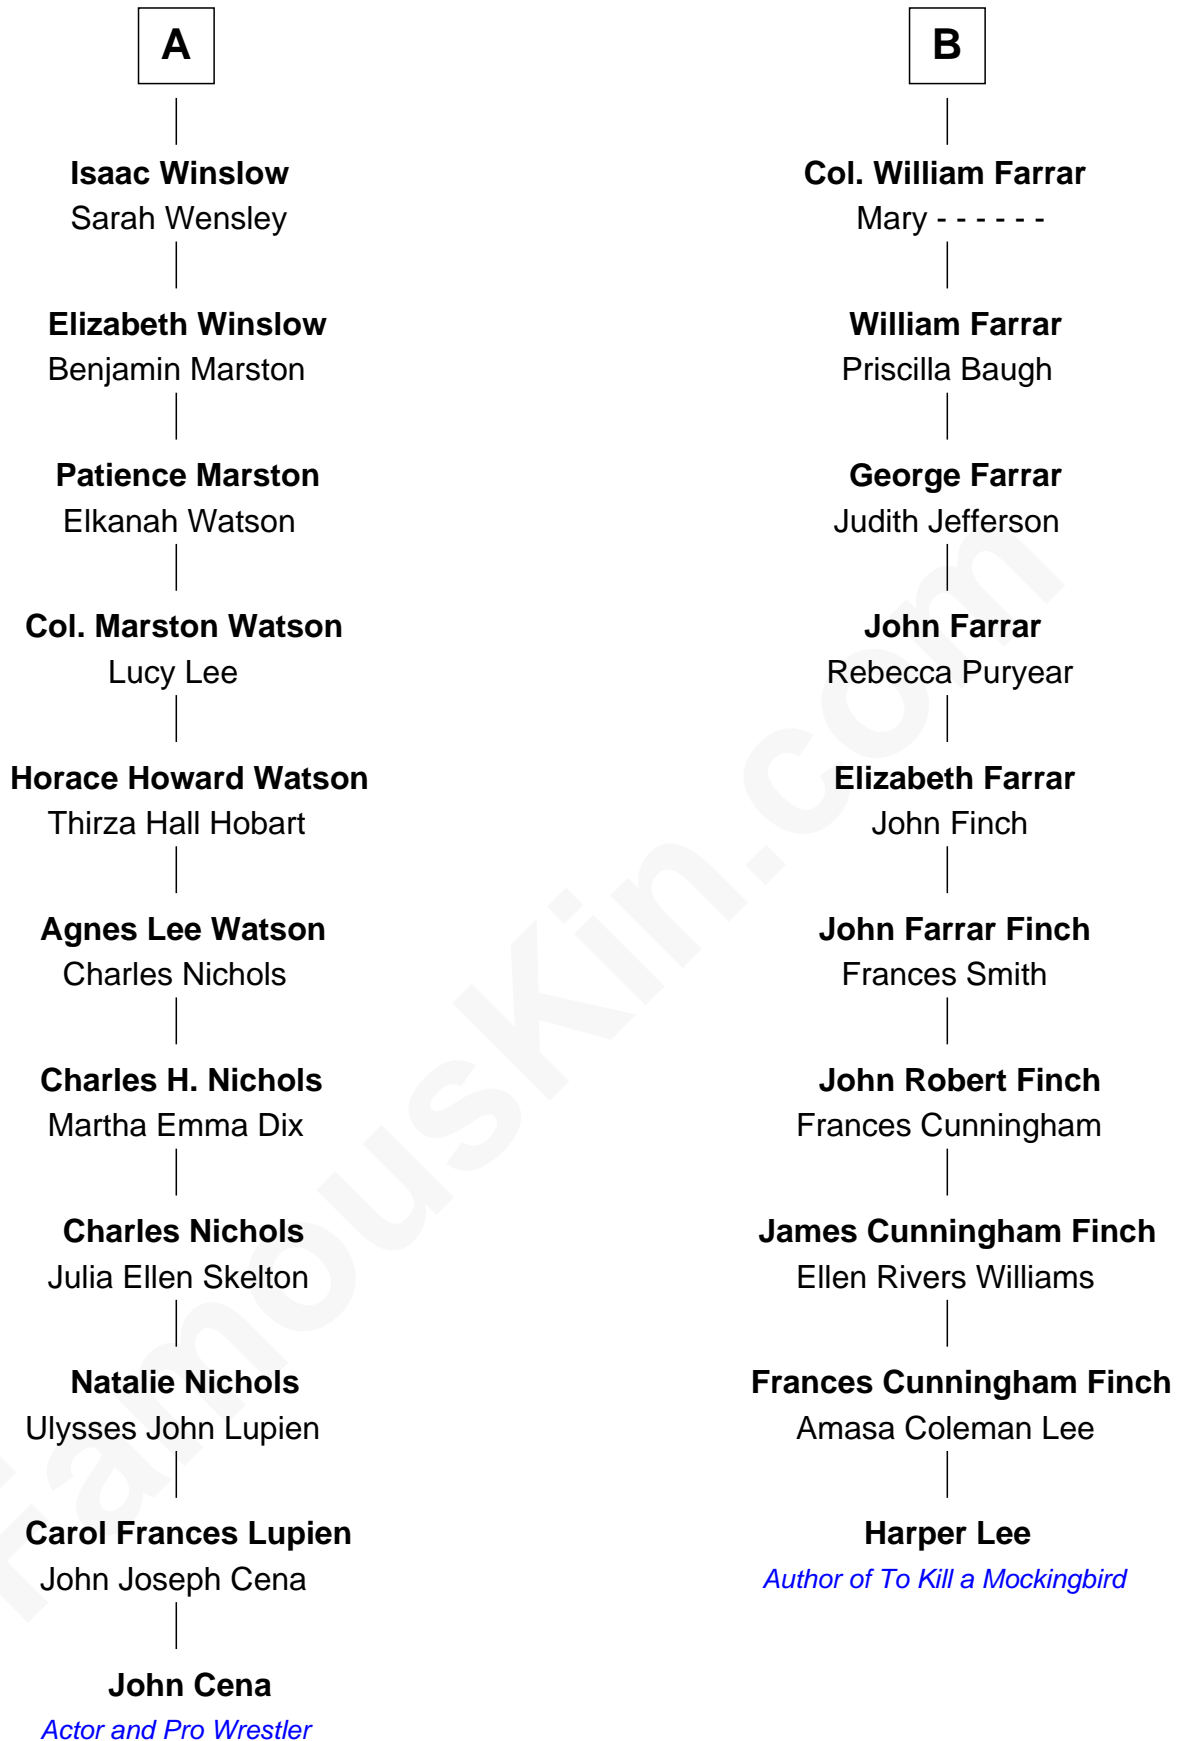 A
Isaac Winslow
Sarah Wensley
Elizabeth Winslow
Benjamin Marston
Patience Marston
Elkanah Watson
Col. Marston Watson
Lucy Lee
Horace Howard Watson
Thirza Hall Hobart
Agnes Lee Watson
Charles Nichols
Charles H. Nichols
Martha Emma Dix
Charles Nichols
Julia Ellen Skelton
Natalie Nichols
Ulysses John Lupien
Carol Frances Lupien
John Joseph Cena
John Cena
Actor and Pro Wrestler
B
Col. William Farrar
Mary - - - - - -
William Farrar
Priscilla Baugh
George Farrar
Judith Jefferson
John Farrar
Rebecca Puryear
Elizabeth Farrar
John Finch
John Farrar Finch
Frances Smith
John Robert Finch
Frances Cunningham
James Cunningham Finch
Ellen Rivers Williams
Frances Cunningham Finch
Amasa Coleman Lee
Harper Lee
Author of To Kill a Mockingbird
FamousKin.com